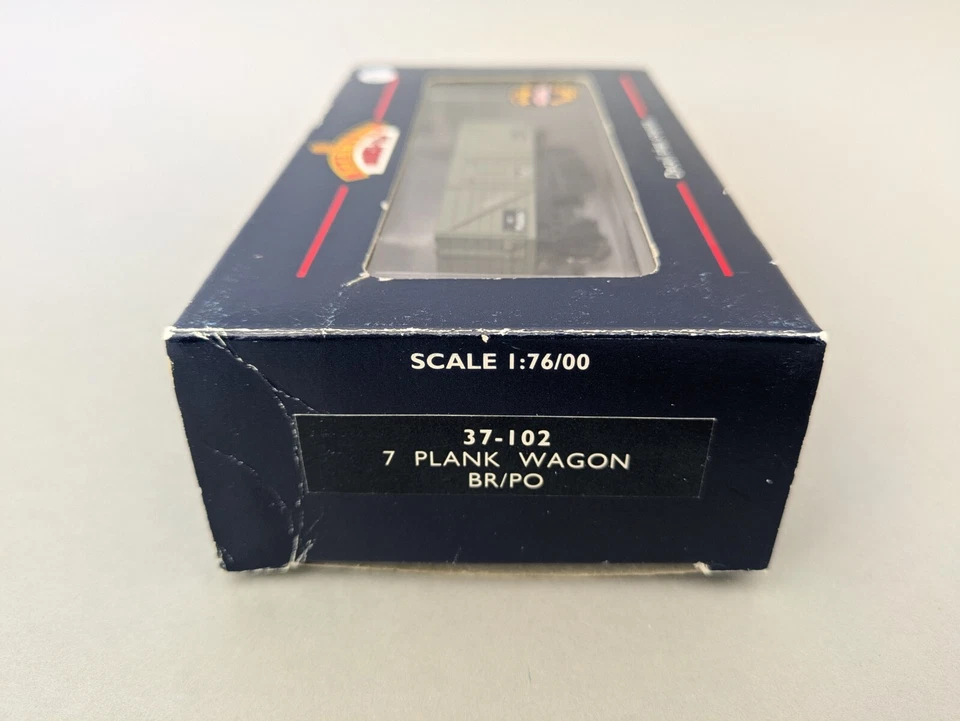 SCALE 1:76/00
37-102
7 PLANK WAGON
BR/PO